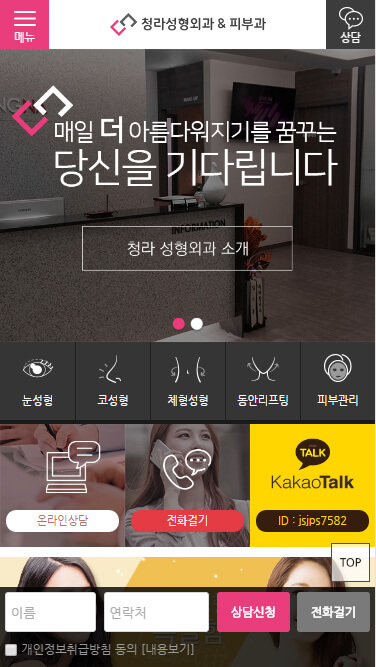 메뉴
청라성형외과 & 피부과
상담
매일 더 아름다워지기를 꿈꾸는
당신을 기다립니다
INFORMATION
청라 성형외과 소개
눈성형
코성형
체형성형
동안리프팅
피부관리
TALK
KakaoTalk
온라인상담
전화걸기
ID : jsjps7582
TOP
이름
연락처
상담신청
전화걸기
개인정보취급방침 동의 [내용보기]